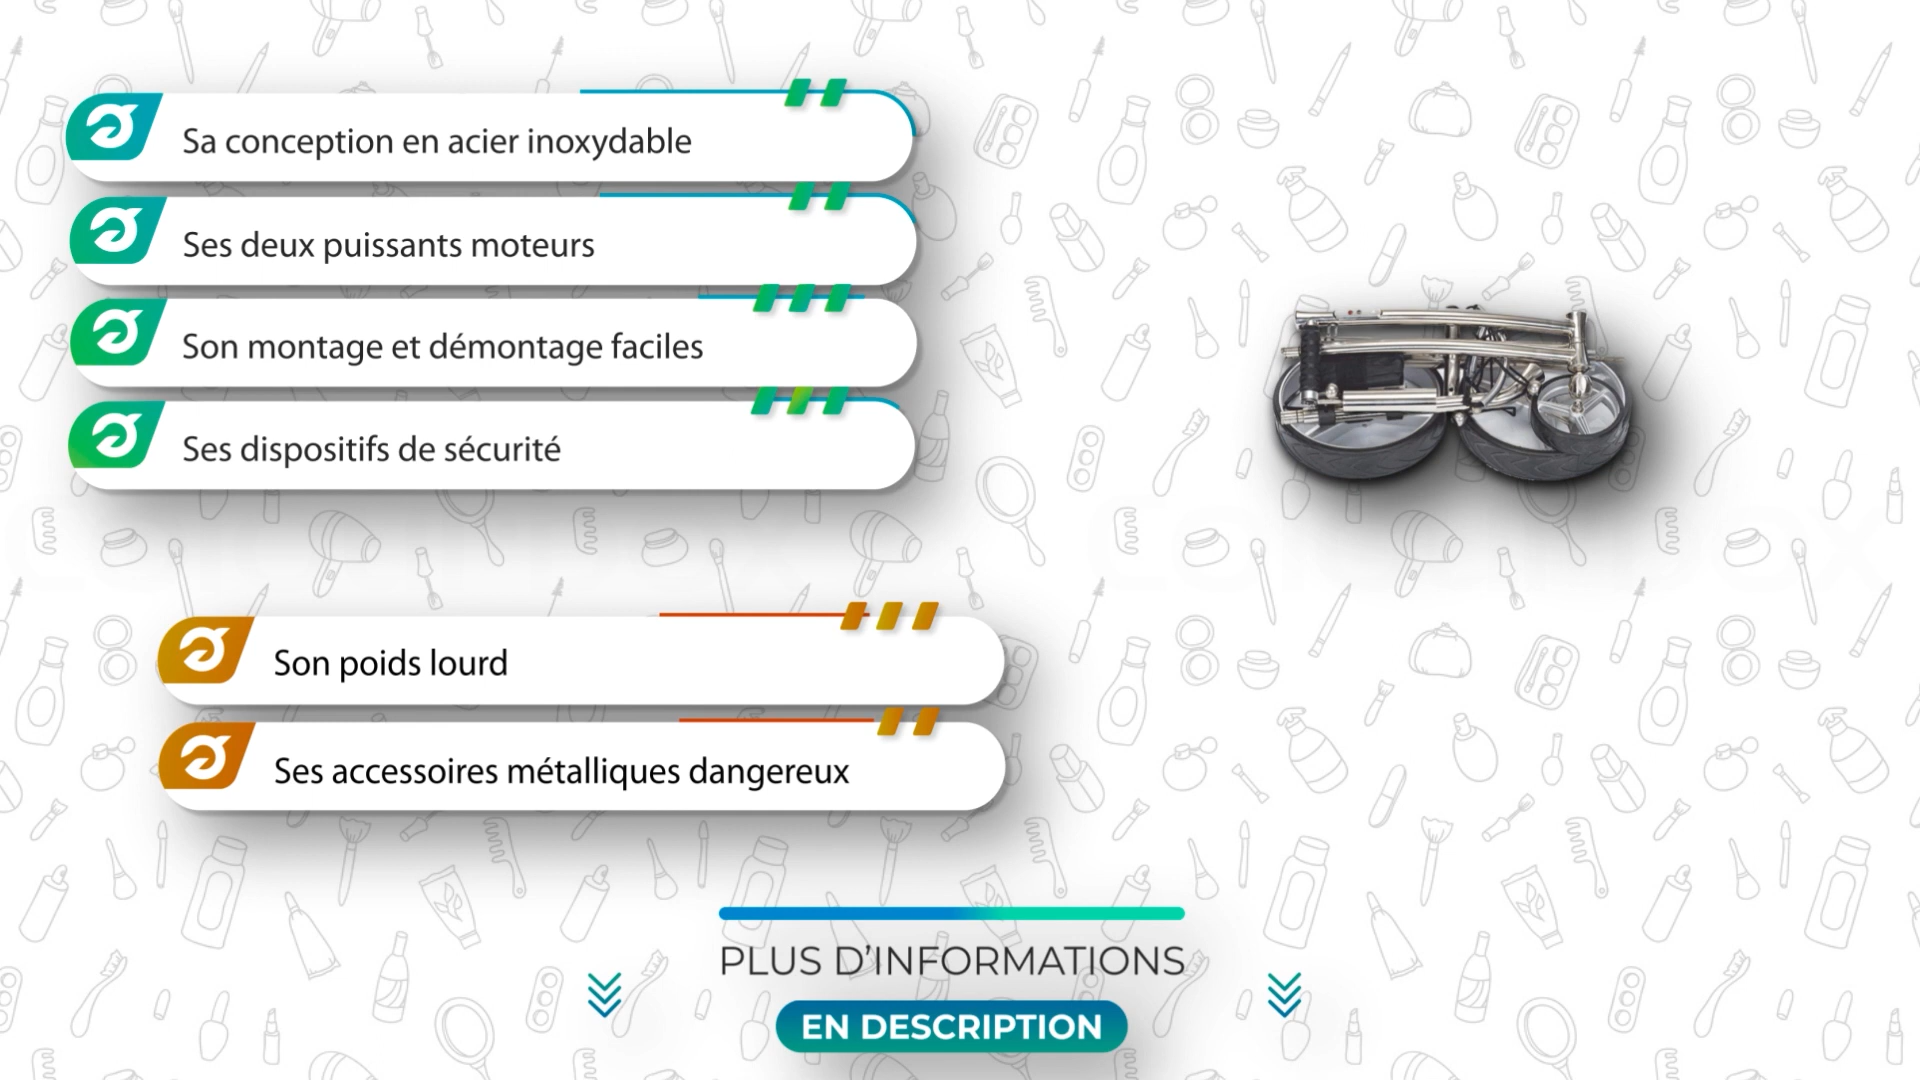 Sa conception en acier inoxydable
Ses deux puissants moteurs
Son montage et démontage faciles
Ses dispositifs de sécurité
Son poids lourd
Ses accessoires métalliques dangereux
PLUS D’INFORMATIONS
EN DESCRIPTION